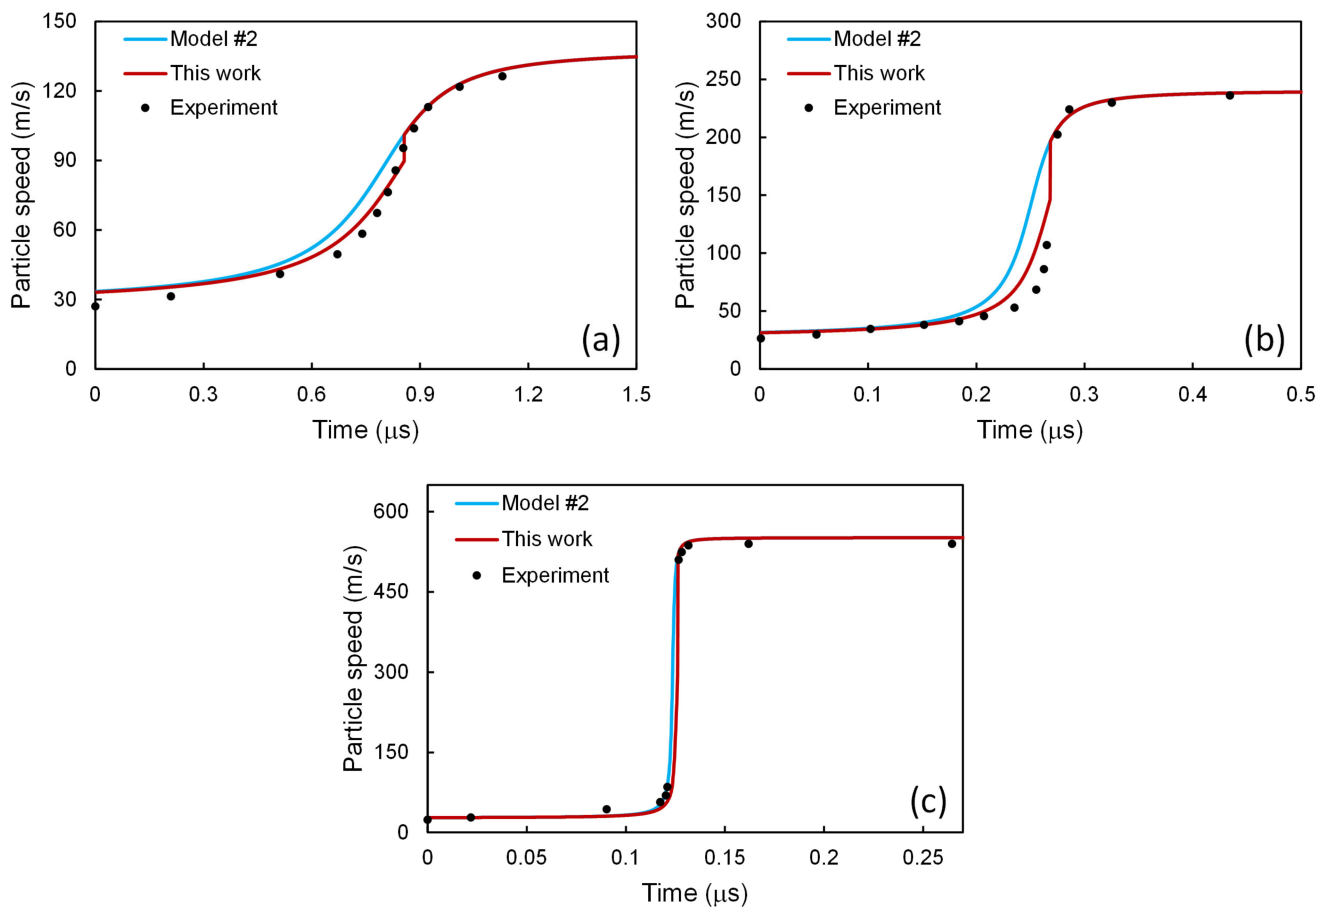 150
120
90
60
30
0
Particle speed (m/s)
Model #2
This work
Experiment
(a)
0 0.3 0.6 0.9 1.2 1.5
Time (μs)
300
250
200
150
100
50
0
Particle speed (m/s)
Model #2
This work
Experiment
(b)
0 0.1 0.2 0.3 0.4 0.5
Time (μs)
600
450
300
150
0
Particle speed (m/s)
Model #2
This work
Experiment
(c)
0 0.05 0.1 0.15 0.2 0.25
Time (μs)